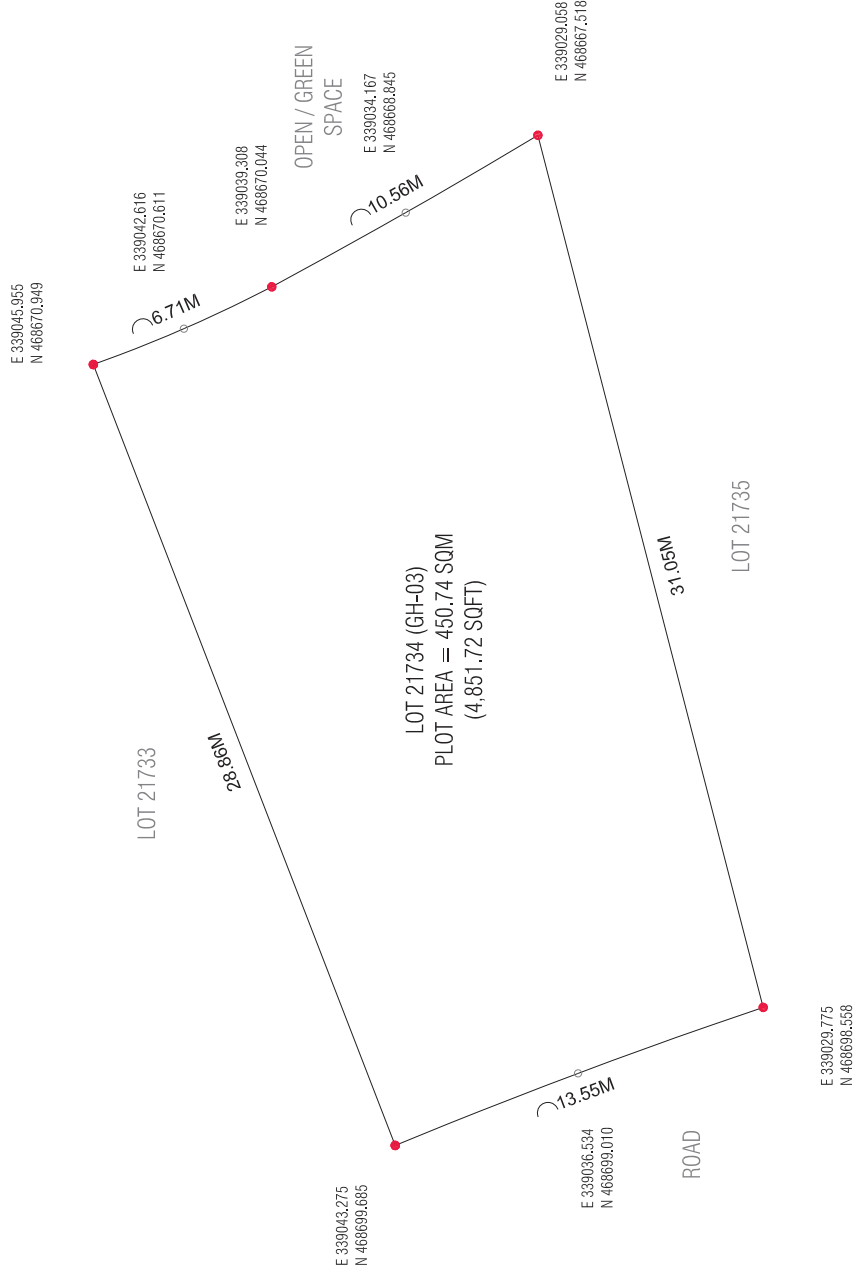 E 339029.058
N 468667.518
OPEN / GREEN
SPACE
E 339034.167
N 468668.845
E 339039.308
N 468670.044
E 339042.616
N 468670.611
E 339045.955
N 468670.949
10.56M
6.71M
LOT 21734 (GH-03)
PLOT AREA = 450.74 SQM
(4,851.72 SQFT)
LOT 21735
31.05M
LOT 21733
28.86M
13.55M
E 339036.534
N 468699.010
ROAD
E 339029.775
N 468698.558
E 339043.275
N 468699.685